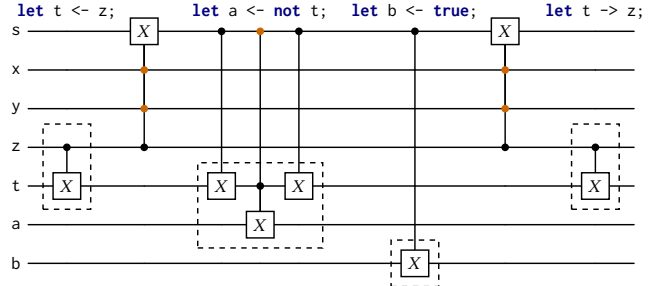 let t <- z; let a <- not t; let b <- true; let t -> z;
s X X
x
y
z
t X X X X
a X
b X